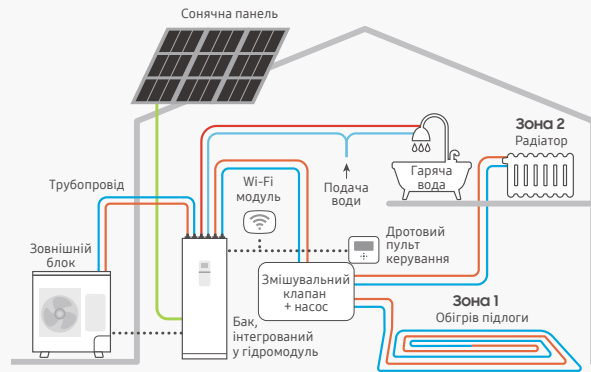 Сонячна панель
Зона 2
Радіатор
Гаряча
вода
Wi-Fi
модуль
Подача
води
Трубопровід
Дротовий
пульт
керування
Зовнішній
блок
Змішувальний
клапан
+ насос
Зона 1
Обігрів підлоги
Бак,
інтегрований
у гідромодуль